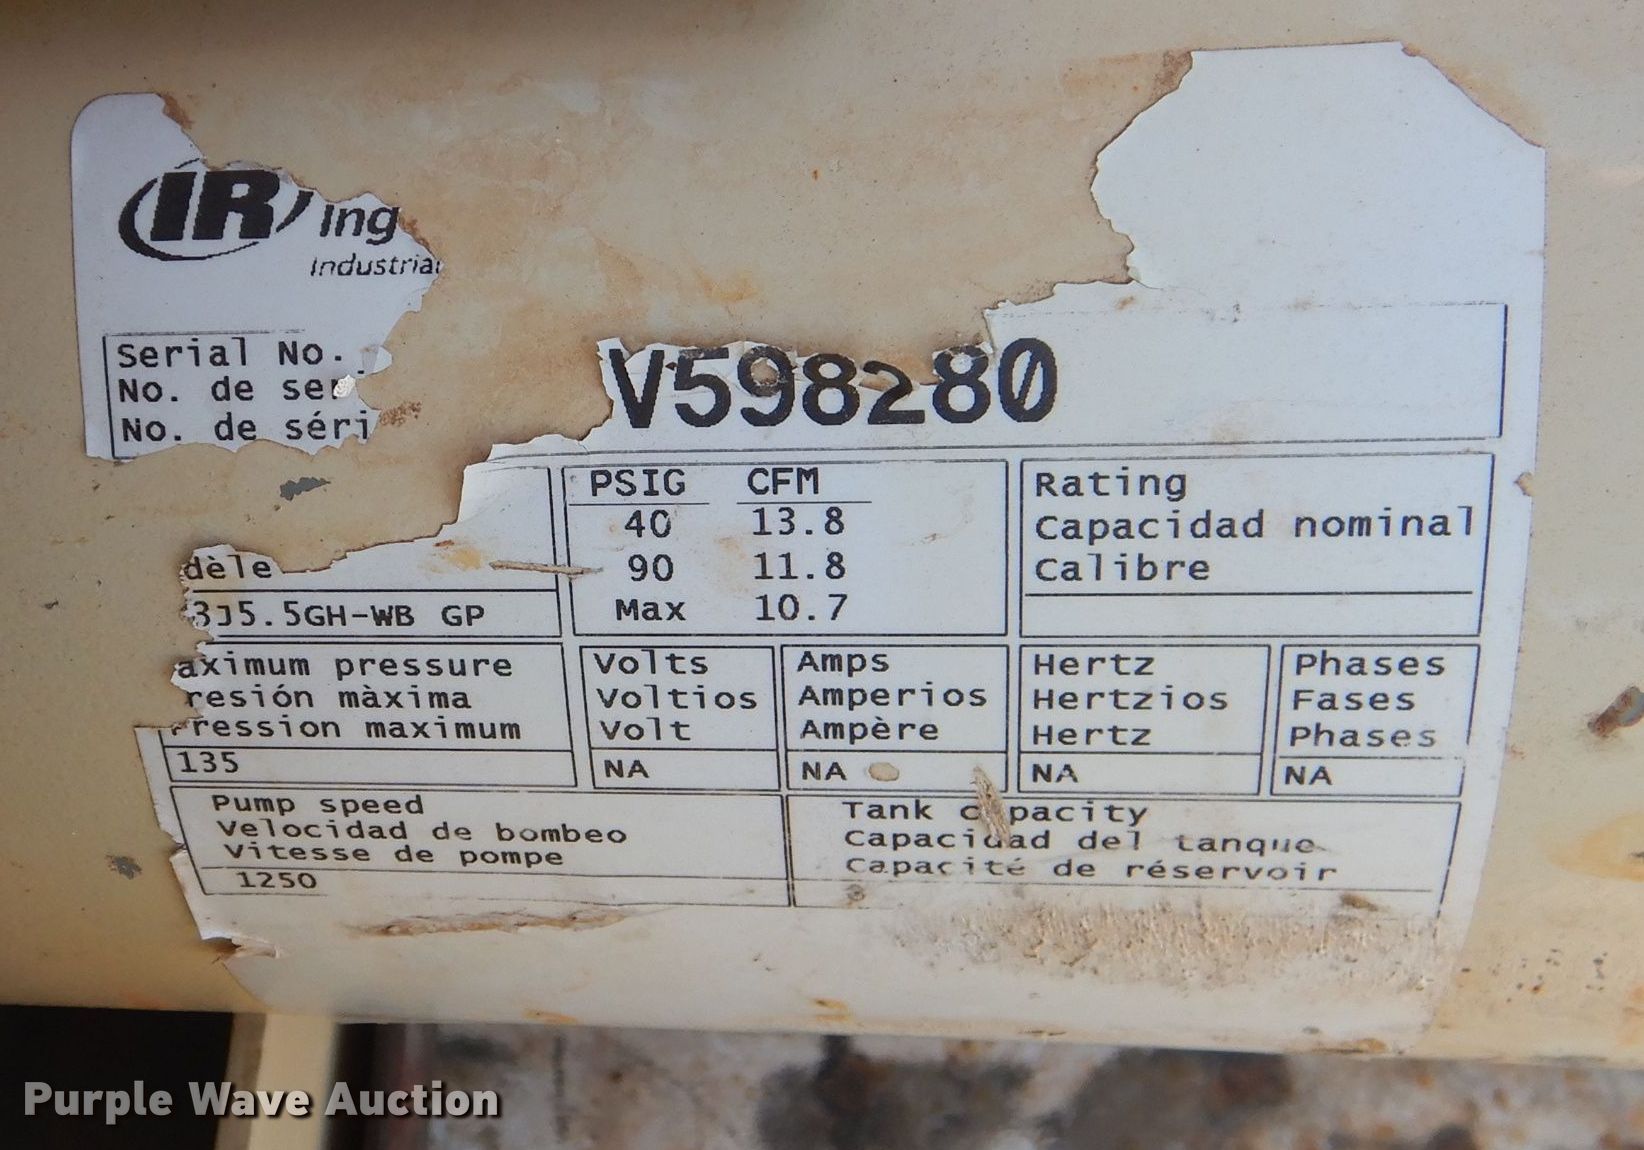 IR Ing
Industrial
Serial No.
No. de ser
No. de séri
V598280
PSIG CFM
40 13.8
90 11.8
Max 10.7
Rating
Capacidad nominal
Calibre
dèle
3J5.5GH-WB GP
aximum pressure
resión màxima
ression maximum
135
Volts
Voltios
Volt
NA
Amps
Amperios
Ampère
NA
Hertz
Hertzios
Hertz
NA
Phases
Fases
Phases
NA
Pump speed
Velocidad de bombeo
Vitesse de pompe
1250
Tank capacity
Capacidad del tanque
Capacité de réservoir
8
Purple Wave Auction